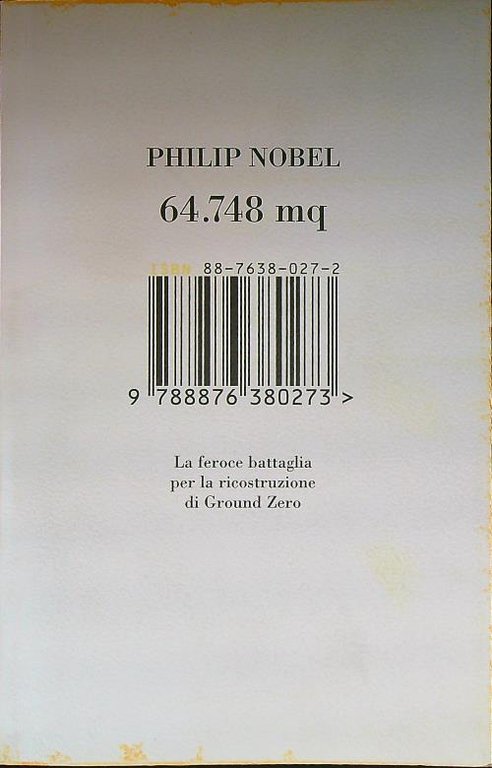 PHILIP NOBEL
64.748 mq
ISBN 88-7638-027-2
9 788876 380273 >
La feroce battaglia
per la ricostruzione
di Ground Zero